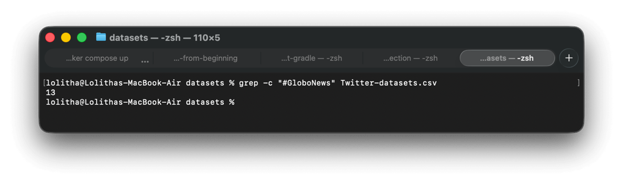 datasets — -zsh — 110×5
...ker compose up ... ...-from-beginning ...t-gradle — -zsh ...ection — -zsh ...asets — -zsh +
[lolitha@Lolithas-MacBook-Air datasets % grep -c "#GloboNews" Twitter-datasets.csv ]
13
lolitha@Lolithas-MacBook-Air datasets %